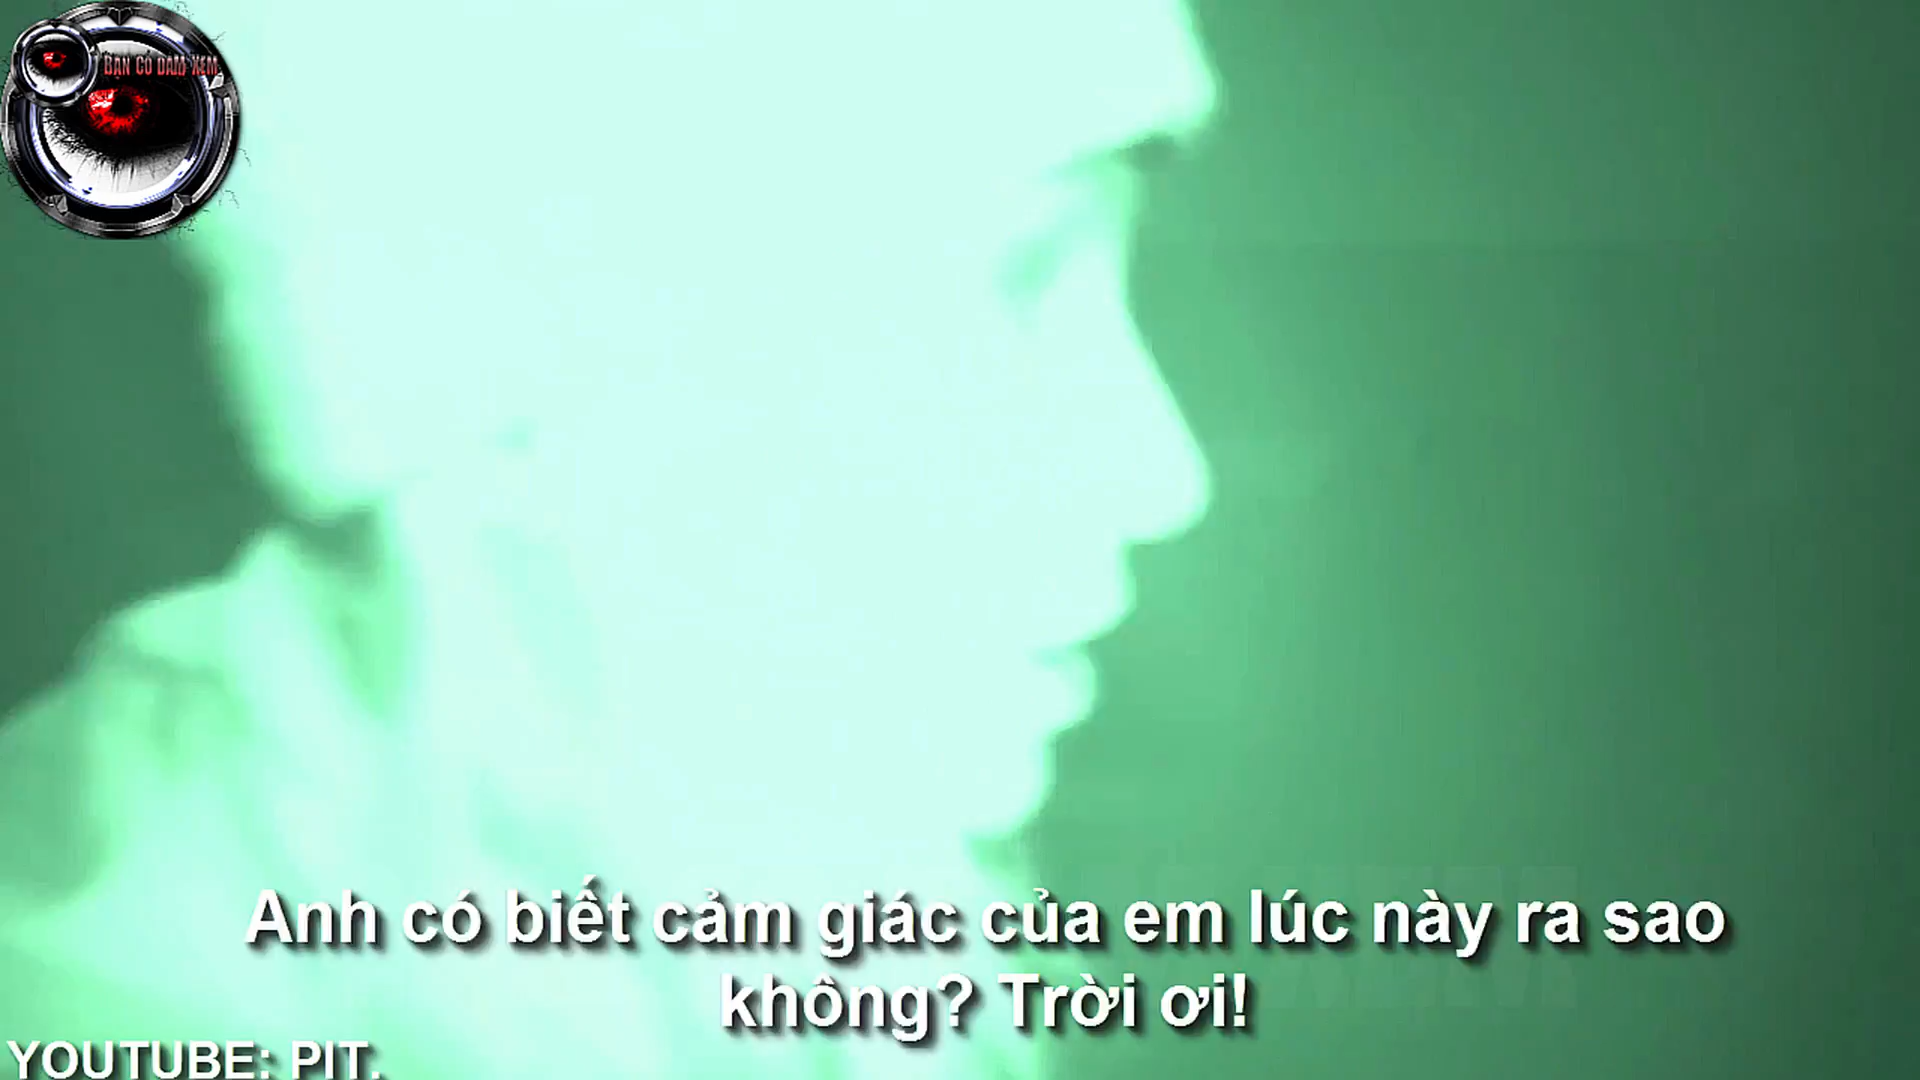 BẠN CÓ DÁM XEM
Anh có biết cảm giác của em lúc này ra sao
không? Trời ơi!
YOUTUBE: PIT.